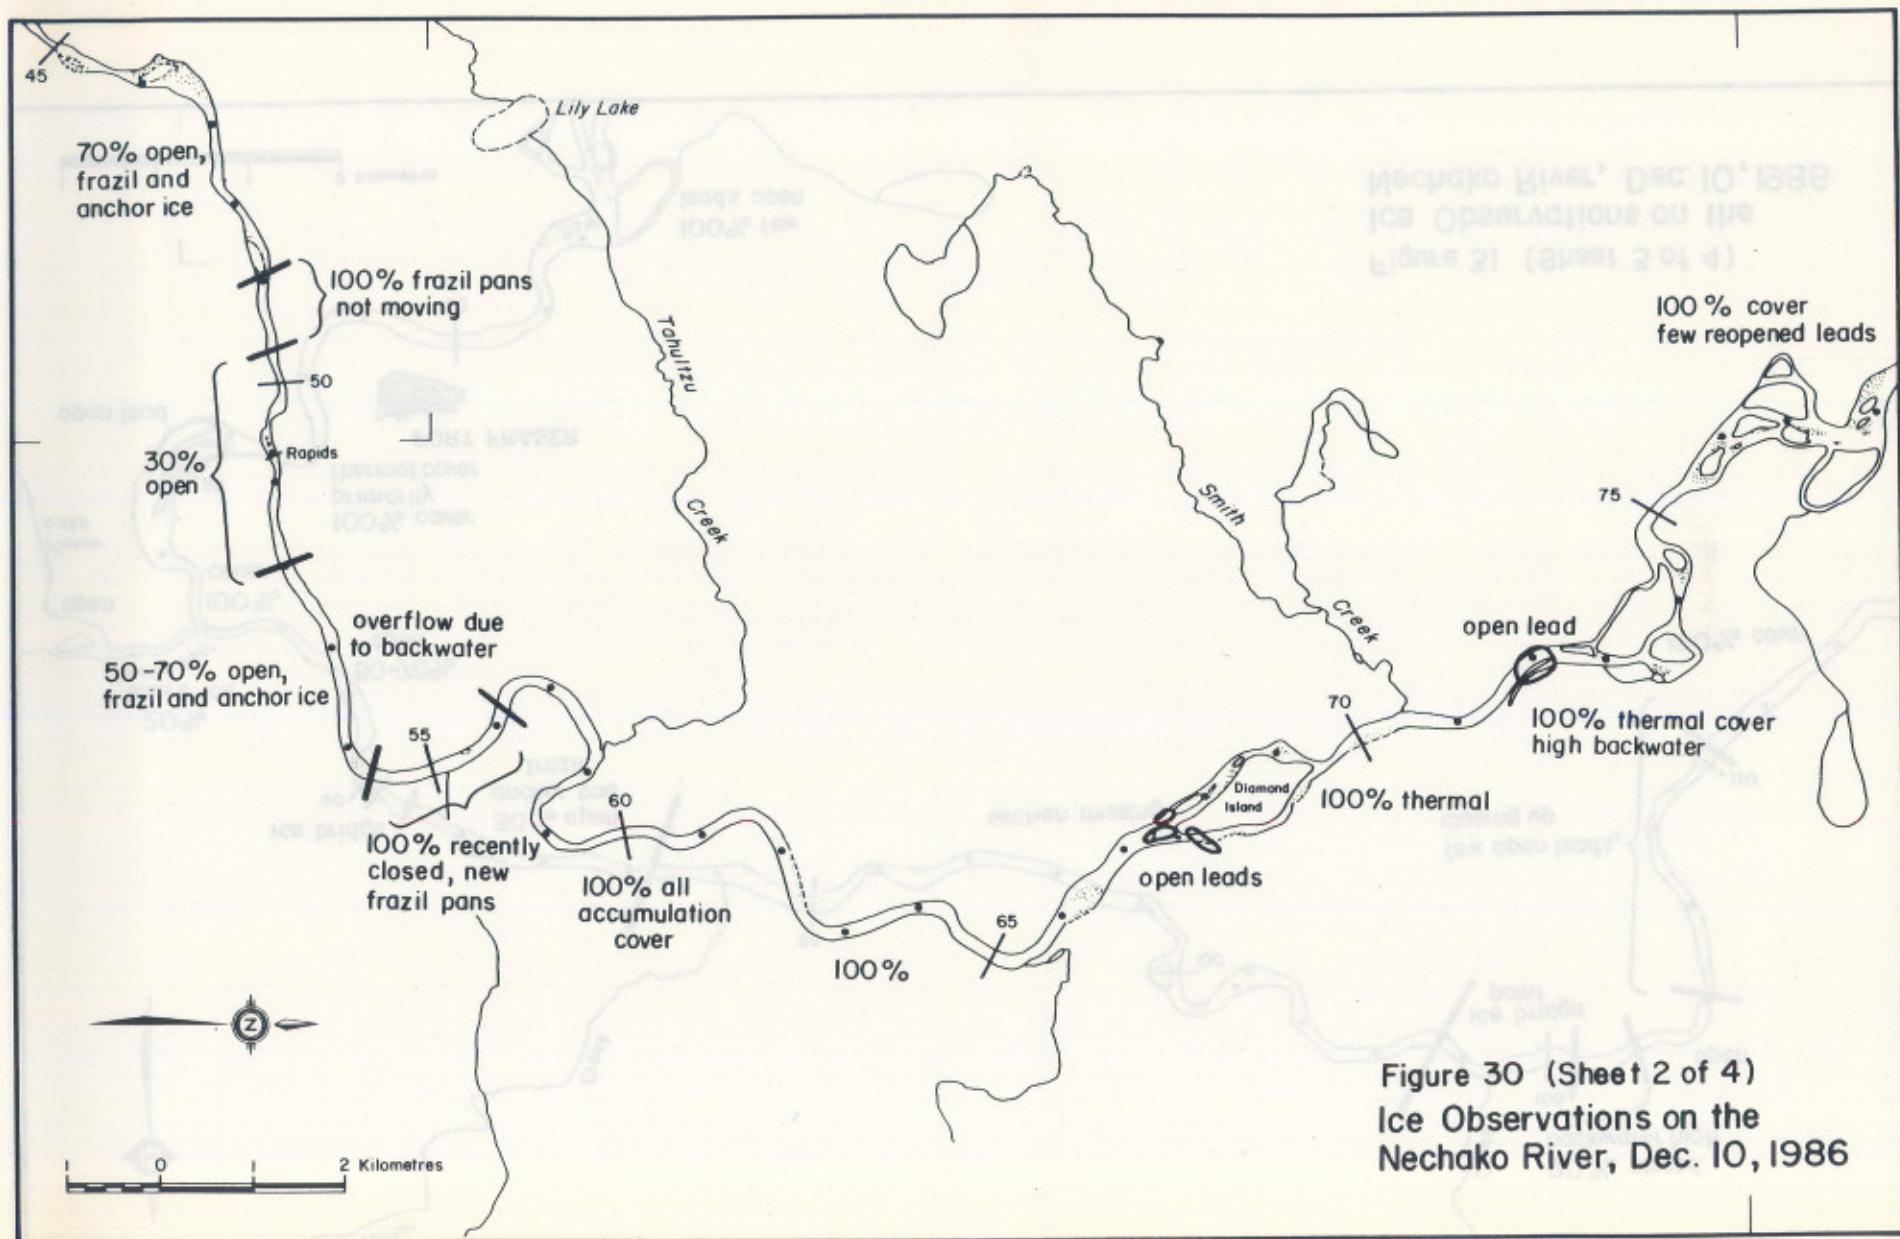 45
Lily Lake
70% open,
frazil and
anchor ice
100% frazil pans
not moving
50
Rapids
30%
open
Tahultzu
Creek
Smith
Creek
100% cover
few reopened leads
75
overflow due
to backwater
50-70% open,
frazil and anchor ice
55
open lead
70
100% thermal cover
high backwater
Diamond
Island
100% thermal
60
100% recently
closed, new
frazil pans
100% all
accumulation
cover
open leads
65
100%
Z
1 0 1 2 Kilometres
Figure 30 (Sheet 2 of 4)
Ice Observations on the
Nechako River, Dec. 10, 1986